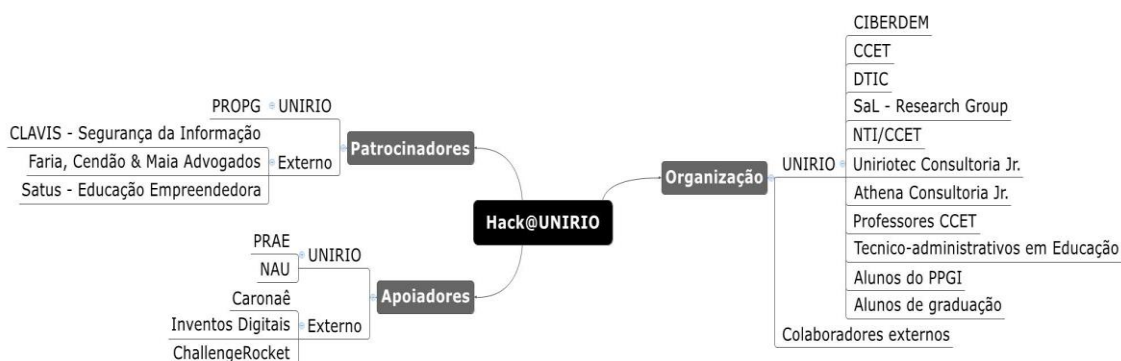 Hack@UNIRIO
Patrocinadores
UNIRIO
PROPG
Externo
CLAVIS - Segurança da Informação
Faria, Cendão & Maia Advogados
Satus - Educação Empreendedora
Apoiadores
UNIRIO
PRAE
NAU
Externo
Caronaê
Inventos Digitais
ChallengeRocket
Organização
UNIRIO
CIBERDEM
CCET
DTIC
SaL - Research Group
NTI/CCET
Uniriotec Consultoria Jr.
Athena Consultoria Jr.
Professores CCET
Tecnico-administrativos em Educação
Alunos do PPGI
Alunos de graduação
Colaboradores externos